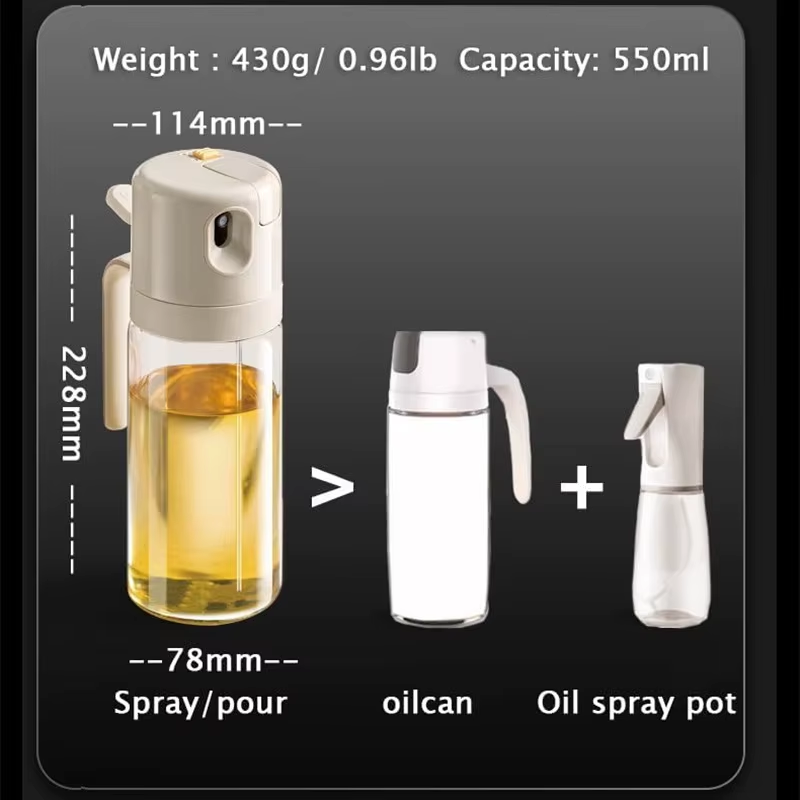 Weight : 430g/ 0.96lb Capacity: 550ml
--114mm--
------ 228mm ------
> +
--78mm--
Spray/pour oilcan Oil spray pot